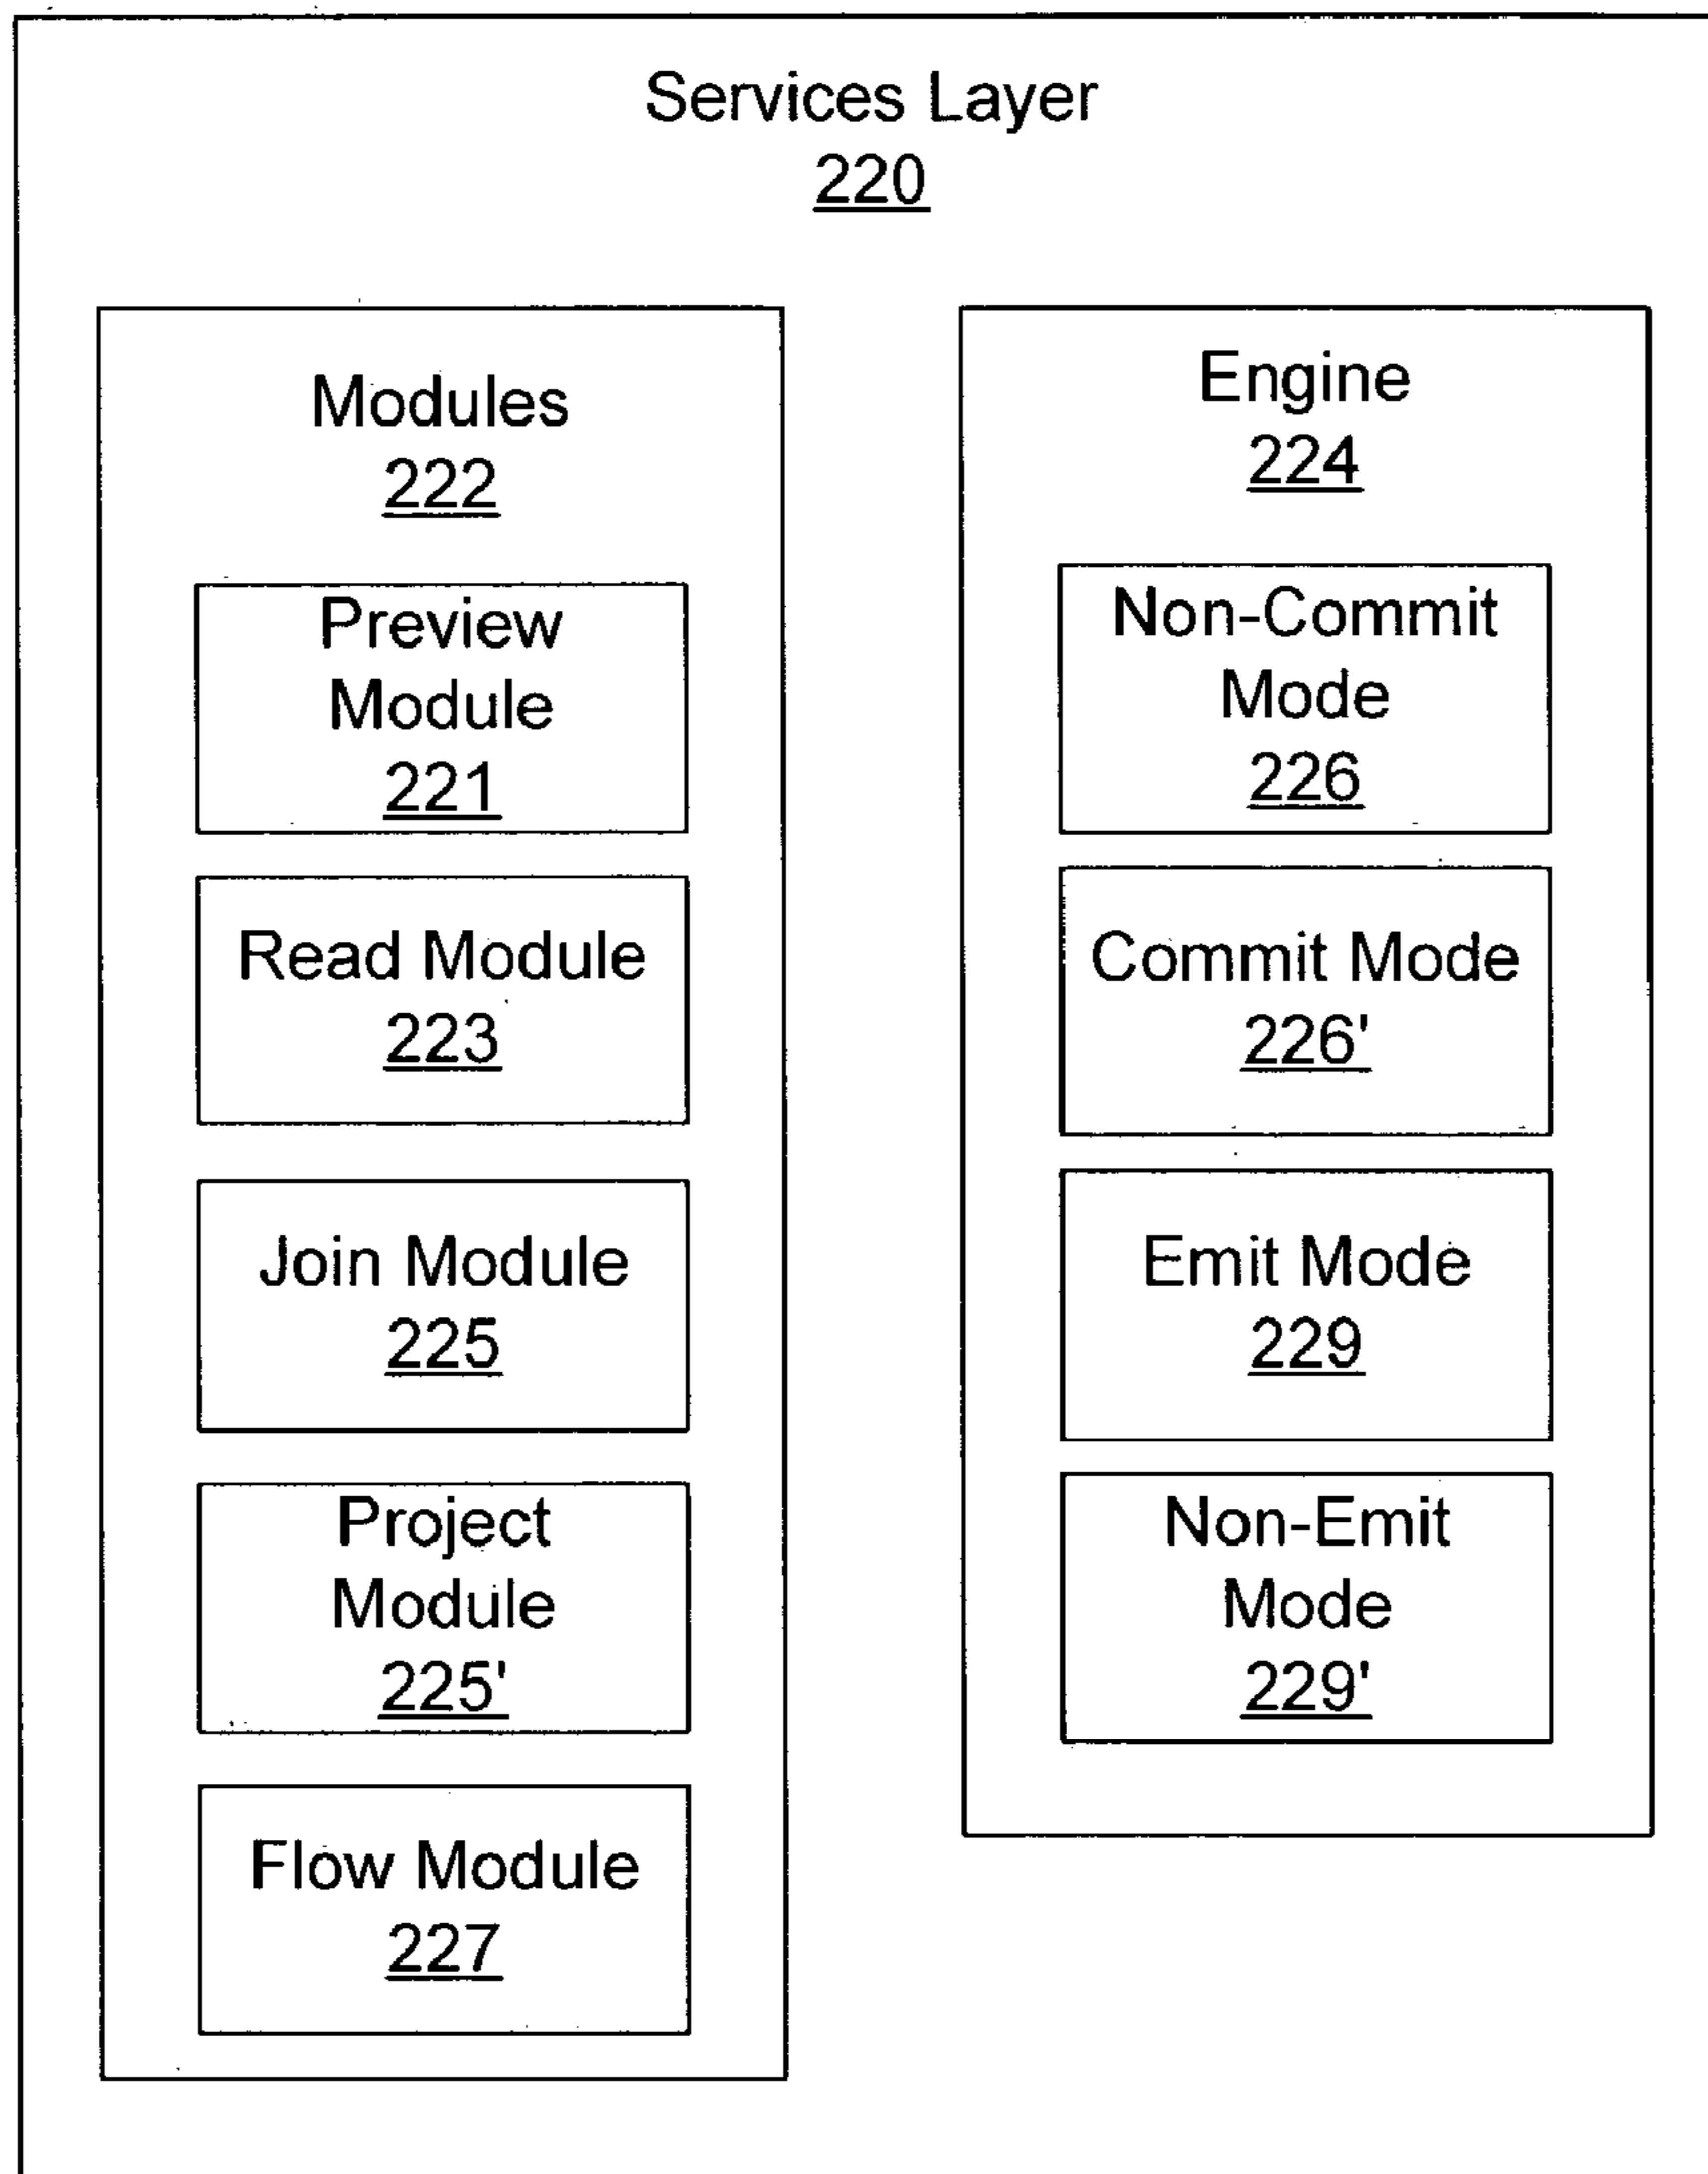 Services Layer
220
Modules
222
Preview
Module
221
Read Module
223
Join Module
225
Project
Module
225'
Flow Module
227
Engine
224
Non-Commit
Mode
226
Commit Mode
226'
Emit Mode
229
Non-Emit
Mode
229'